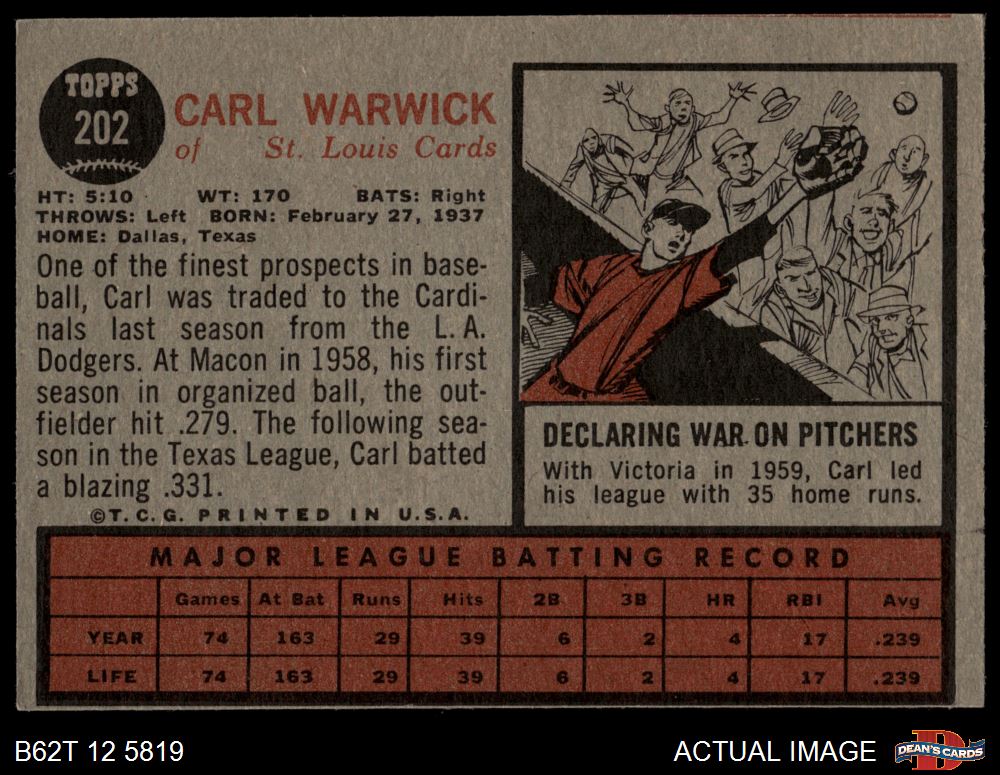 TOPPS
202
CARL WARWICK
of St. Louis Cards
HT: 5:10 WT: 170 BATS: Right
THROWS: Left BORN: February 27, 1937
HOME: Dallas, Texas
One of the finest prospects in base-
ball, Carl was traded to the Cardi-
nals last season from the L. A.
Dodgers. At Macon in 1958, his first
season in organized ball, the out-
fielder hit .279. The following sea-
son in the Texas League, Carl batted
a blazing .331.
©T. C. G. PRINTED IN U.S.A.
DECLARING WAR ON PITCHERS
With Victoria in 1959, Carl led
his league with 35 home runs.
MAJOR LEAGUE BATTING RECORD
Games At Bat Runs Hits 2B 3B HR RBI Avg
YEAR 74 163 29 39 6 2 4 17 .239
LIFE 74 163 29 39 6 2 4 17 .239
B62T 12 5819 ACTUAL IMAGE DEAN'S CARDS